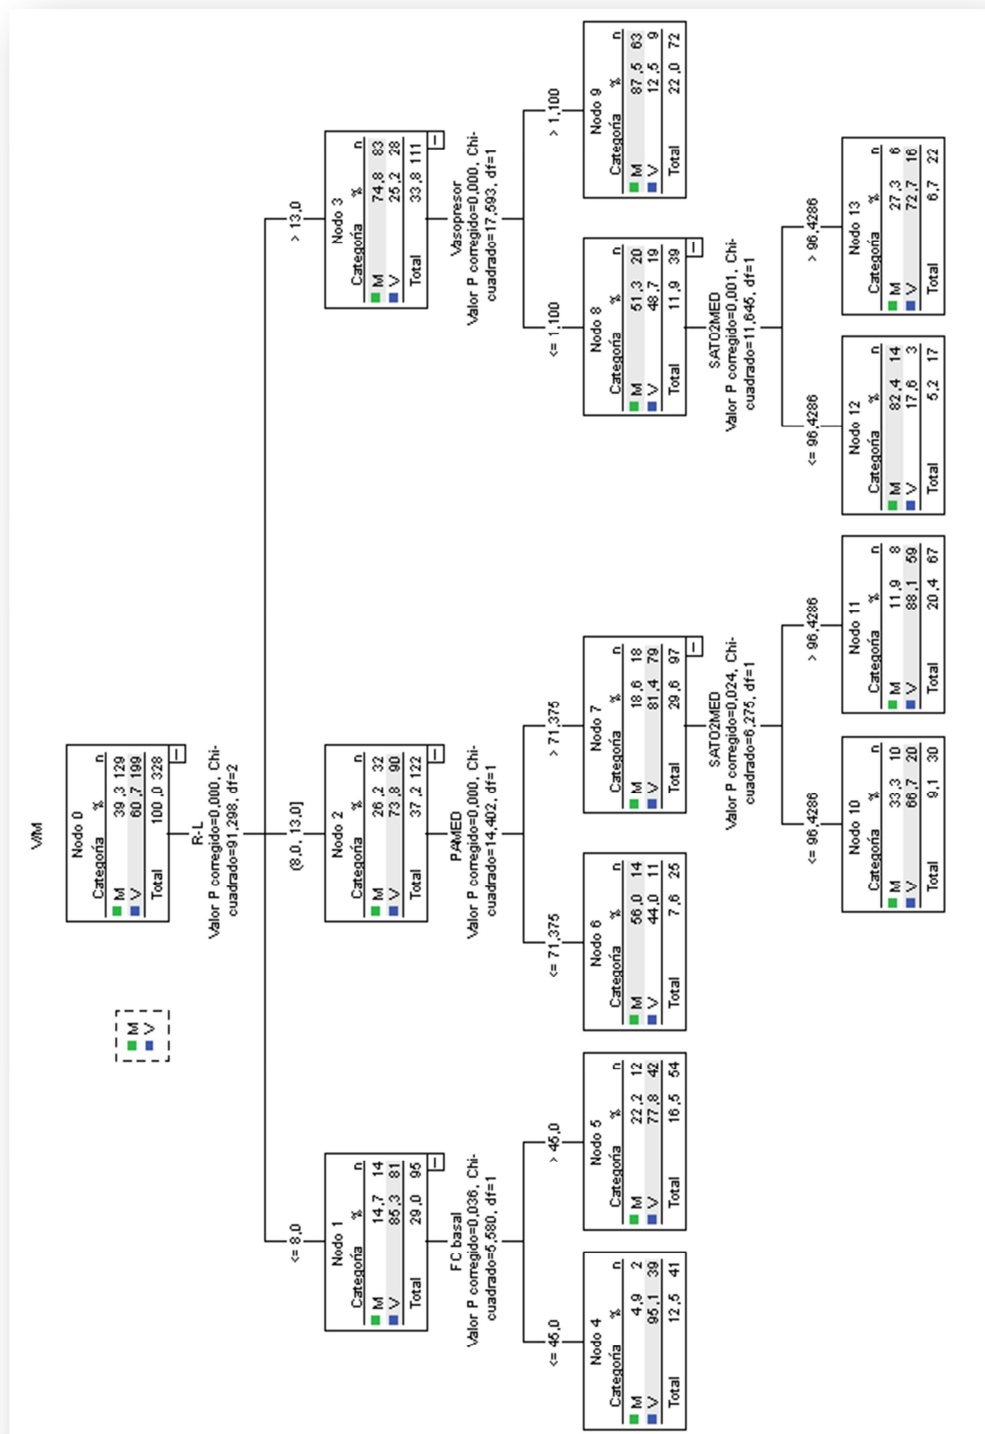 V/M
M
V
Nodo 0
Categoría % n
M 39,3 129
V 60,7 199
Total 100,0 328
R-L
Valor P corregido=0,000, Chi-
cuadrado=91,298, df=2
<= 8,0
(8,0, 13,0]
> 13,0
Nodo 1
Categoría % n
M 14,7 14
V 85,3 81
Total 29,0 95
FC basal
Valor P corregido=0,036, Chi-
cuadrado=5,580, df=1
Nodo 2
Categoría % n
M 26,2 32
V 73,8 90
Total 37,2 122
PAMED
Valor P corregido=0,000, Chi-
cuadrado=14,402, df=1
Nodo 3
Categoría % n
M 74,8 83
V 25,2 28
Total 33,8 111
Vasopresor
Valor P corregido=0,000, Chi-
cuadrado=17,593, df=1
<= 45,0
> 45,0
<= 71,375
> 71,375
<= 1,100
> 1,100
Nodo 4
Categoría % n
M 4,9 2
V 95,1 39
Total 12,5 41
Nodo 5
Categoría % n
M 22,2 12
V 77,8 42
Total 16,5 54
Nodo 6
Categoría % n
M 56,0 14
V 44,0 11
Total 7,6 25
Nodo 7
Categoría % n
M 18,6 18
V 81,4 79
Total 29,6 97
SATO2MED
Valor P corregido=0,024, Chi-
cuadrado=6,275, df=1
Nodo 8
Categoría % n
M 51,3 20
V 48,7 19
Total 11,9 39
SATO2MED
Valor P corregido=0,001, Chi-
cuadrado=11,645, df=1
Nodo 9
Categoría % n
M 87,5 63
V 12,5 9
Total 22,0 72
<= 96,4286
> 96,4286
<= 96,4286
> 96,4286
Nodo 10
Categoría % n
M 33,3 10
V 66,7 20
Total 9,1 30
Nodo 11
Categoría % n
M 11,9 8
V 88,1 59
Total 20,4 67
Nodo 12
Categoría % n
M 82,4 14
V 17,6 3
Total 5,2 17
Nodo 13
Categoría % n
M 27,3 6
V 72,7 16
Total 6,7 22